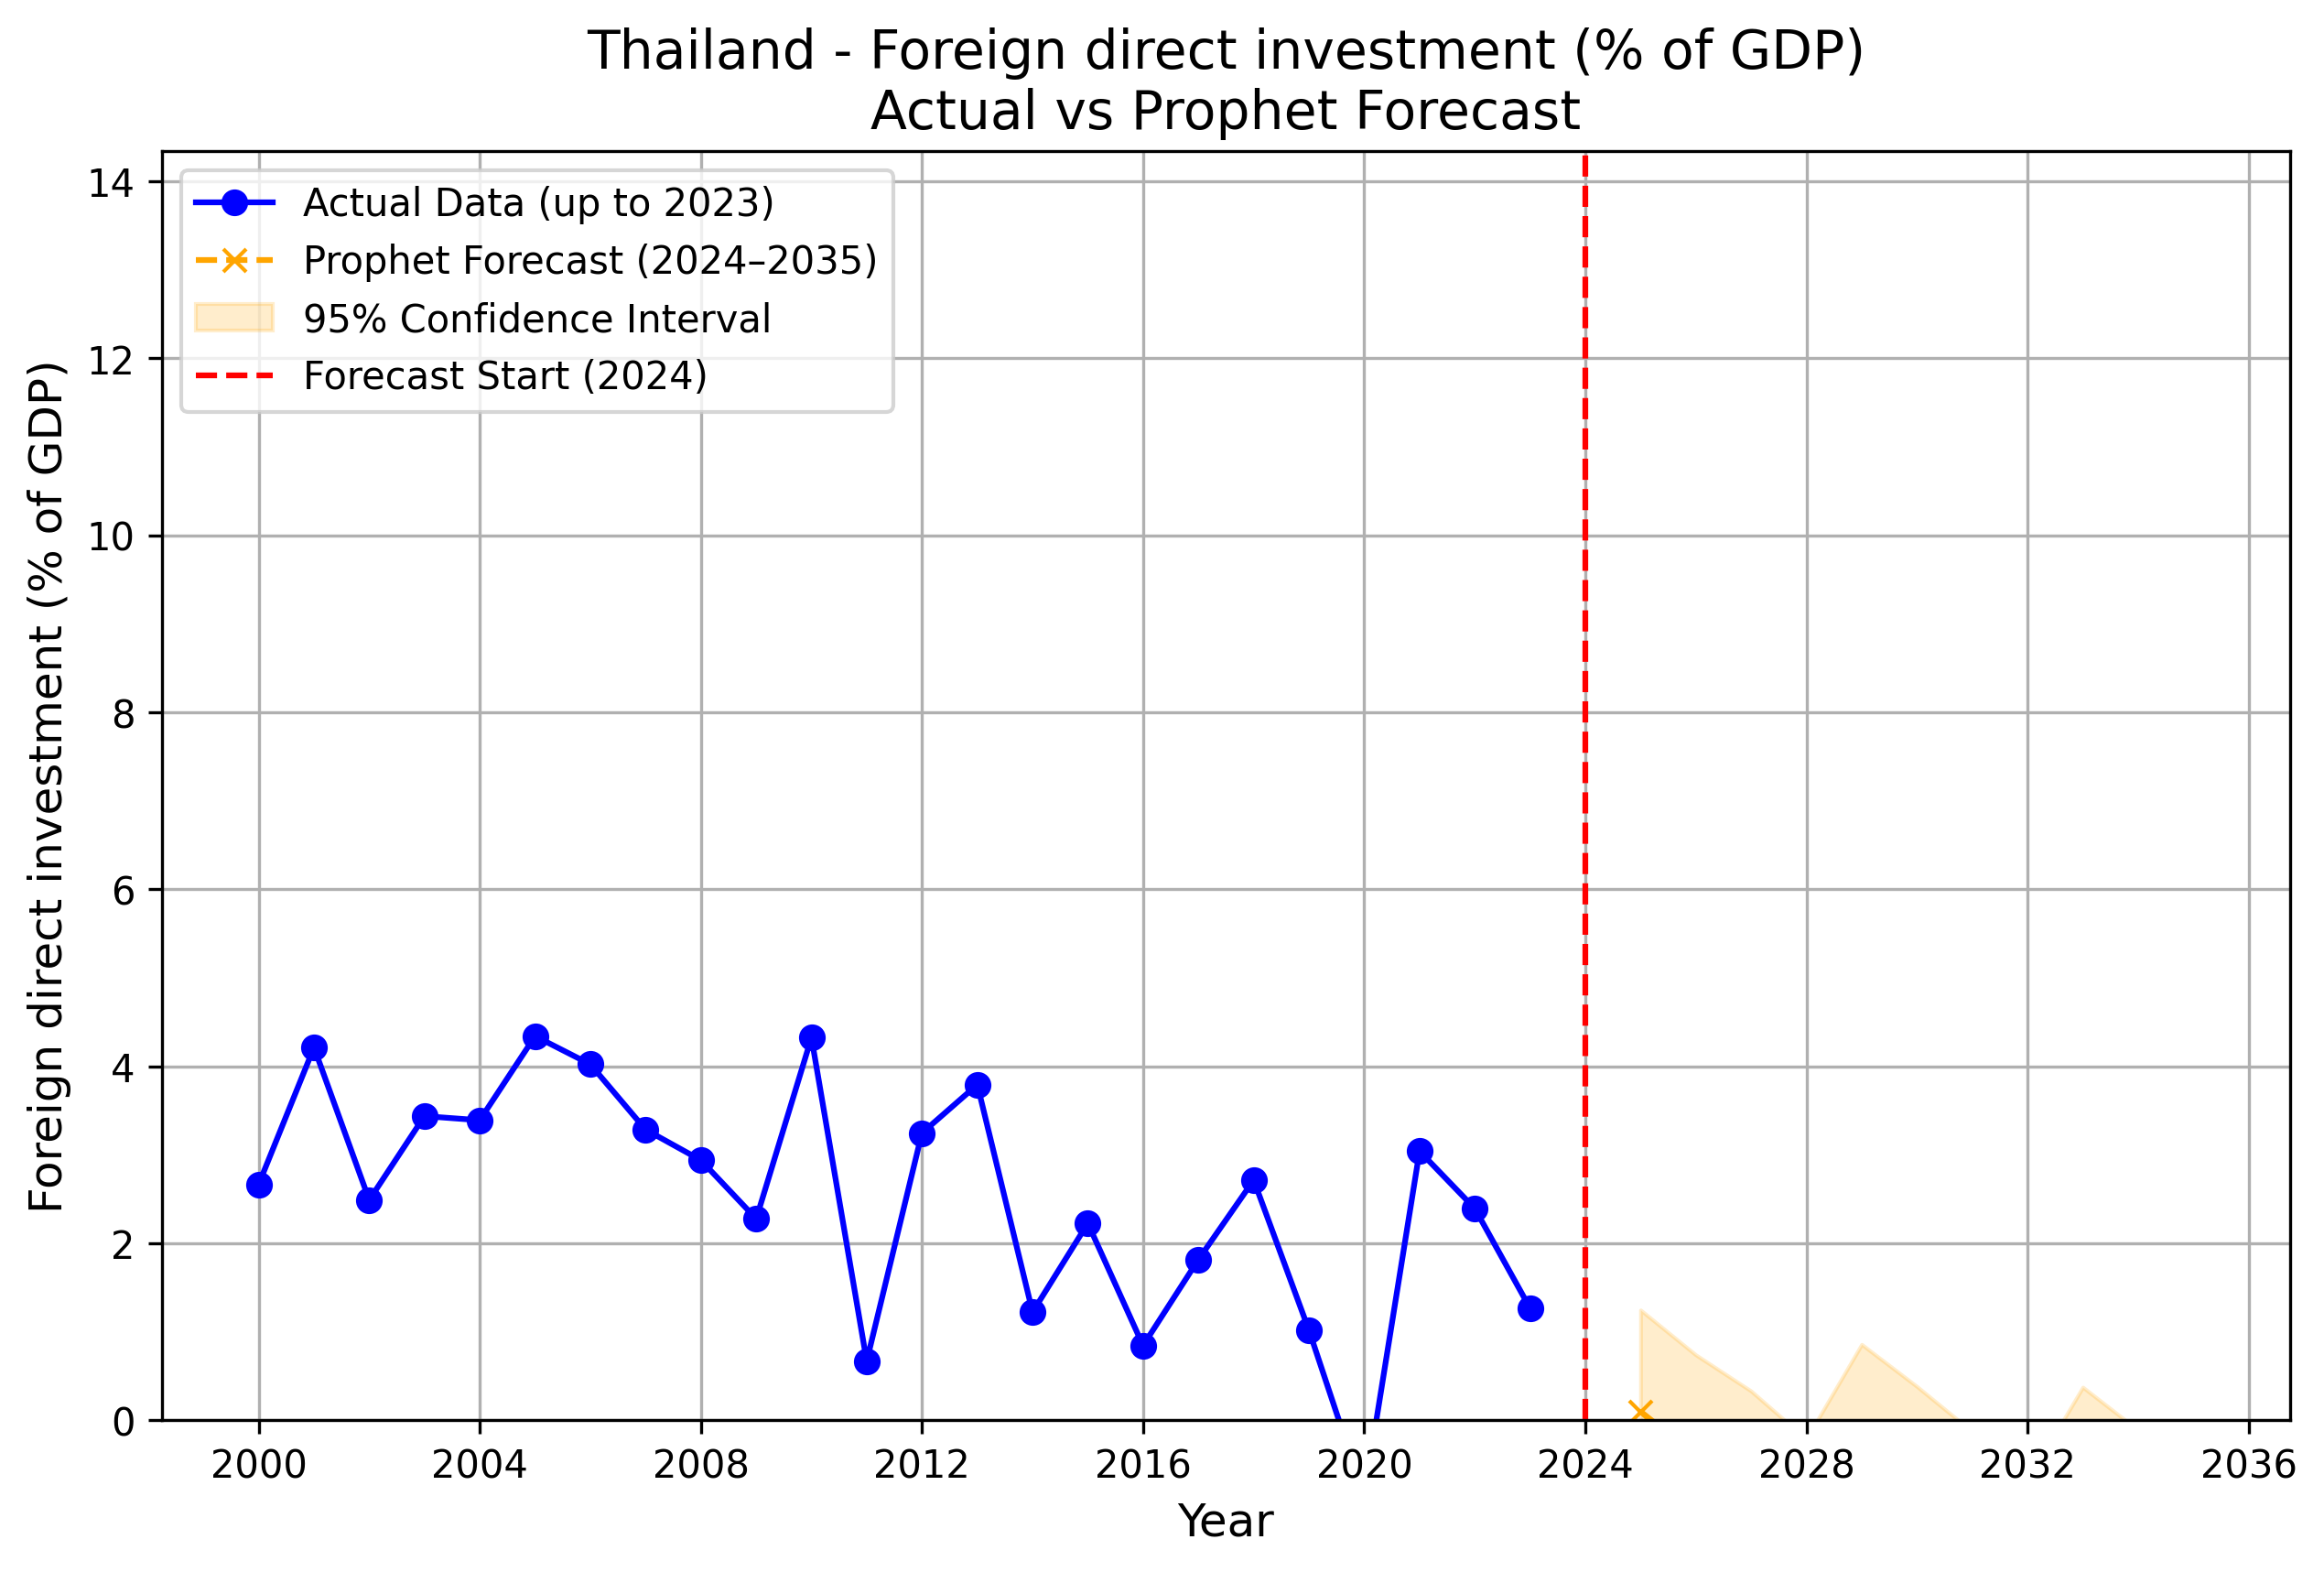 Thailand - Foreign direct investment (% of GDP)
Actual vs Prophet Forecast
Actual Data (up to 2023)
Prophet Forecast (2024–2035)
95% Confidence Interval
Forecast Start (2024)
Foreign direct investment (% of GDP)
14
12
10
8
6
4
2
0
2000 2004 2008 2012 2016 2020 2024 2028 2032 2036
Year